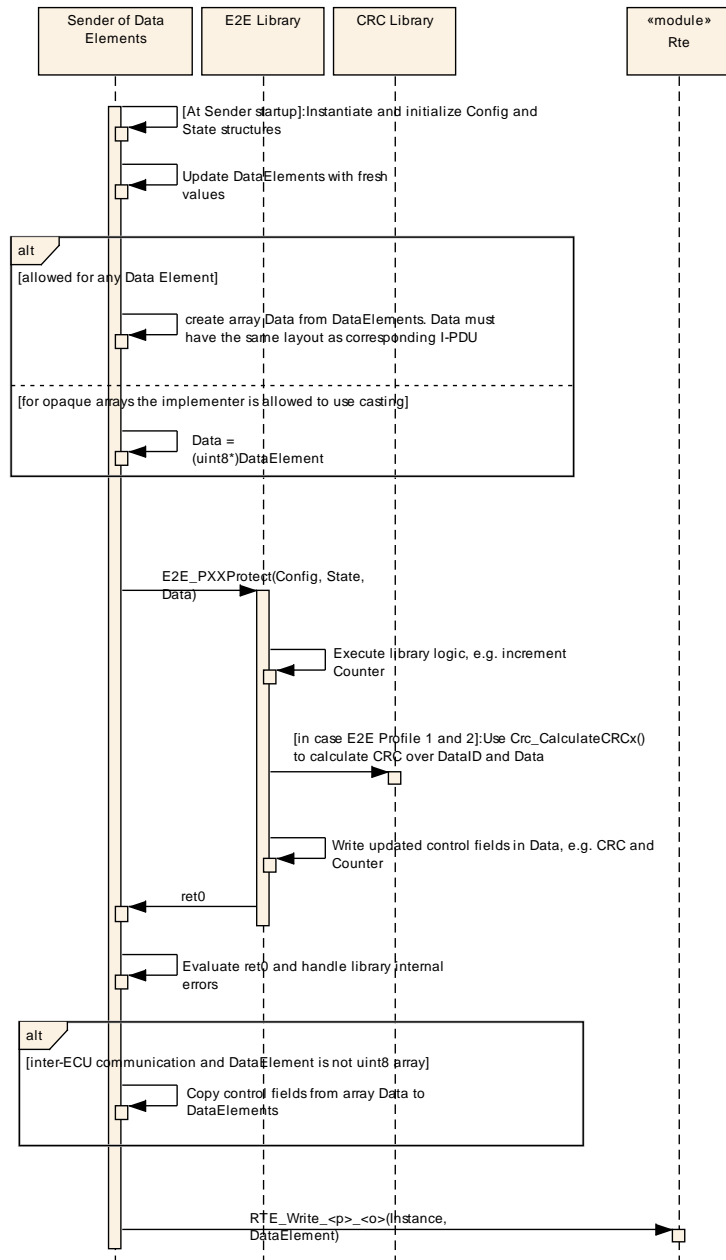 Sender of Data
Elements
E2E Library
CRC Library
«module»
Rte
[At Sender startup]:Instantiate and initialize Config and
State structures
Update DataElements with fresh
values
alt
[allowed for any Data Element]
create array Data from DataElements. Data must
have the same layout as corresponding I-PDU
[for opaque arrays the implementer is allowed to use casting]
Data =
(uint8*)DataElement
E2E_PXXProtect(Config, State,
Data)
Execute library logic, e.g. increment
Counter
[in case E2E Profile 1 and 2]:Use Crc_CalculateCRCx()
to calculate CRC over DataID and Data
Write updated control fields in Data, e.g. CRC and
Counter
ret0
Evaluate ret0 and handle library internal
errors
alt
[inter-ECU communication and DataElement is not uint8 array]
Copy control fields from array Data to
DataElements
RTE_Write_<p>_<o>(Instance,
DataElement)